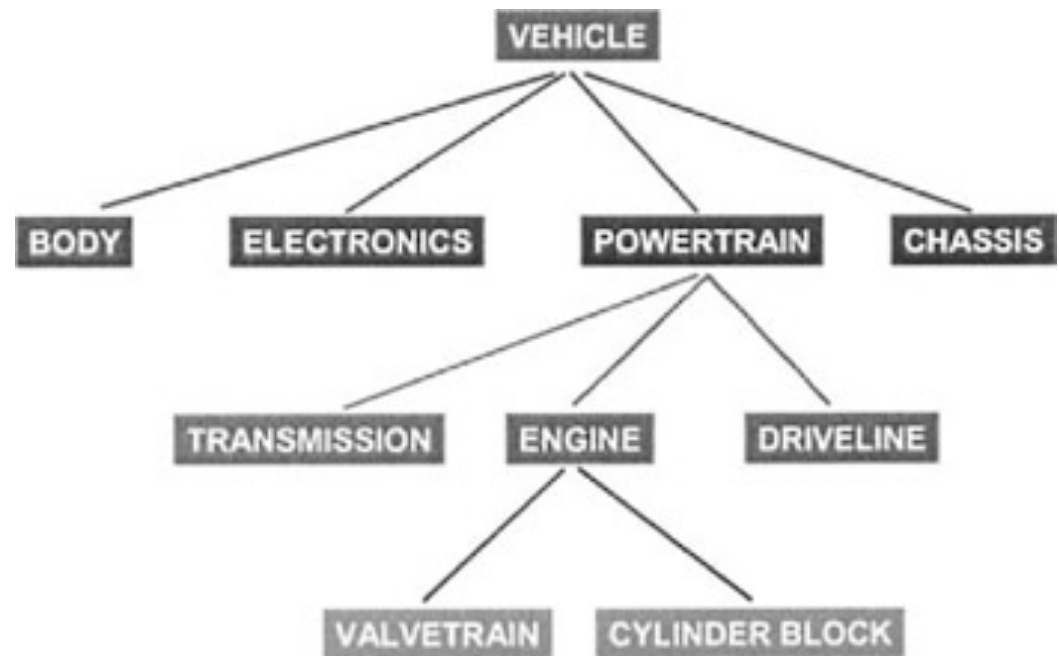 VEHICLE
BODY
ELECTRONICS
POWERTRAIN
CHASSIS
TRANSMISSION
ENGINE
DRIVELINE
VALVETRAIN
CYLINDER BLOCK